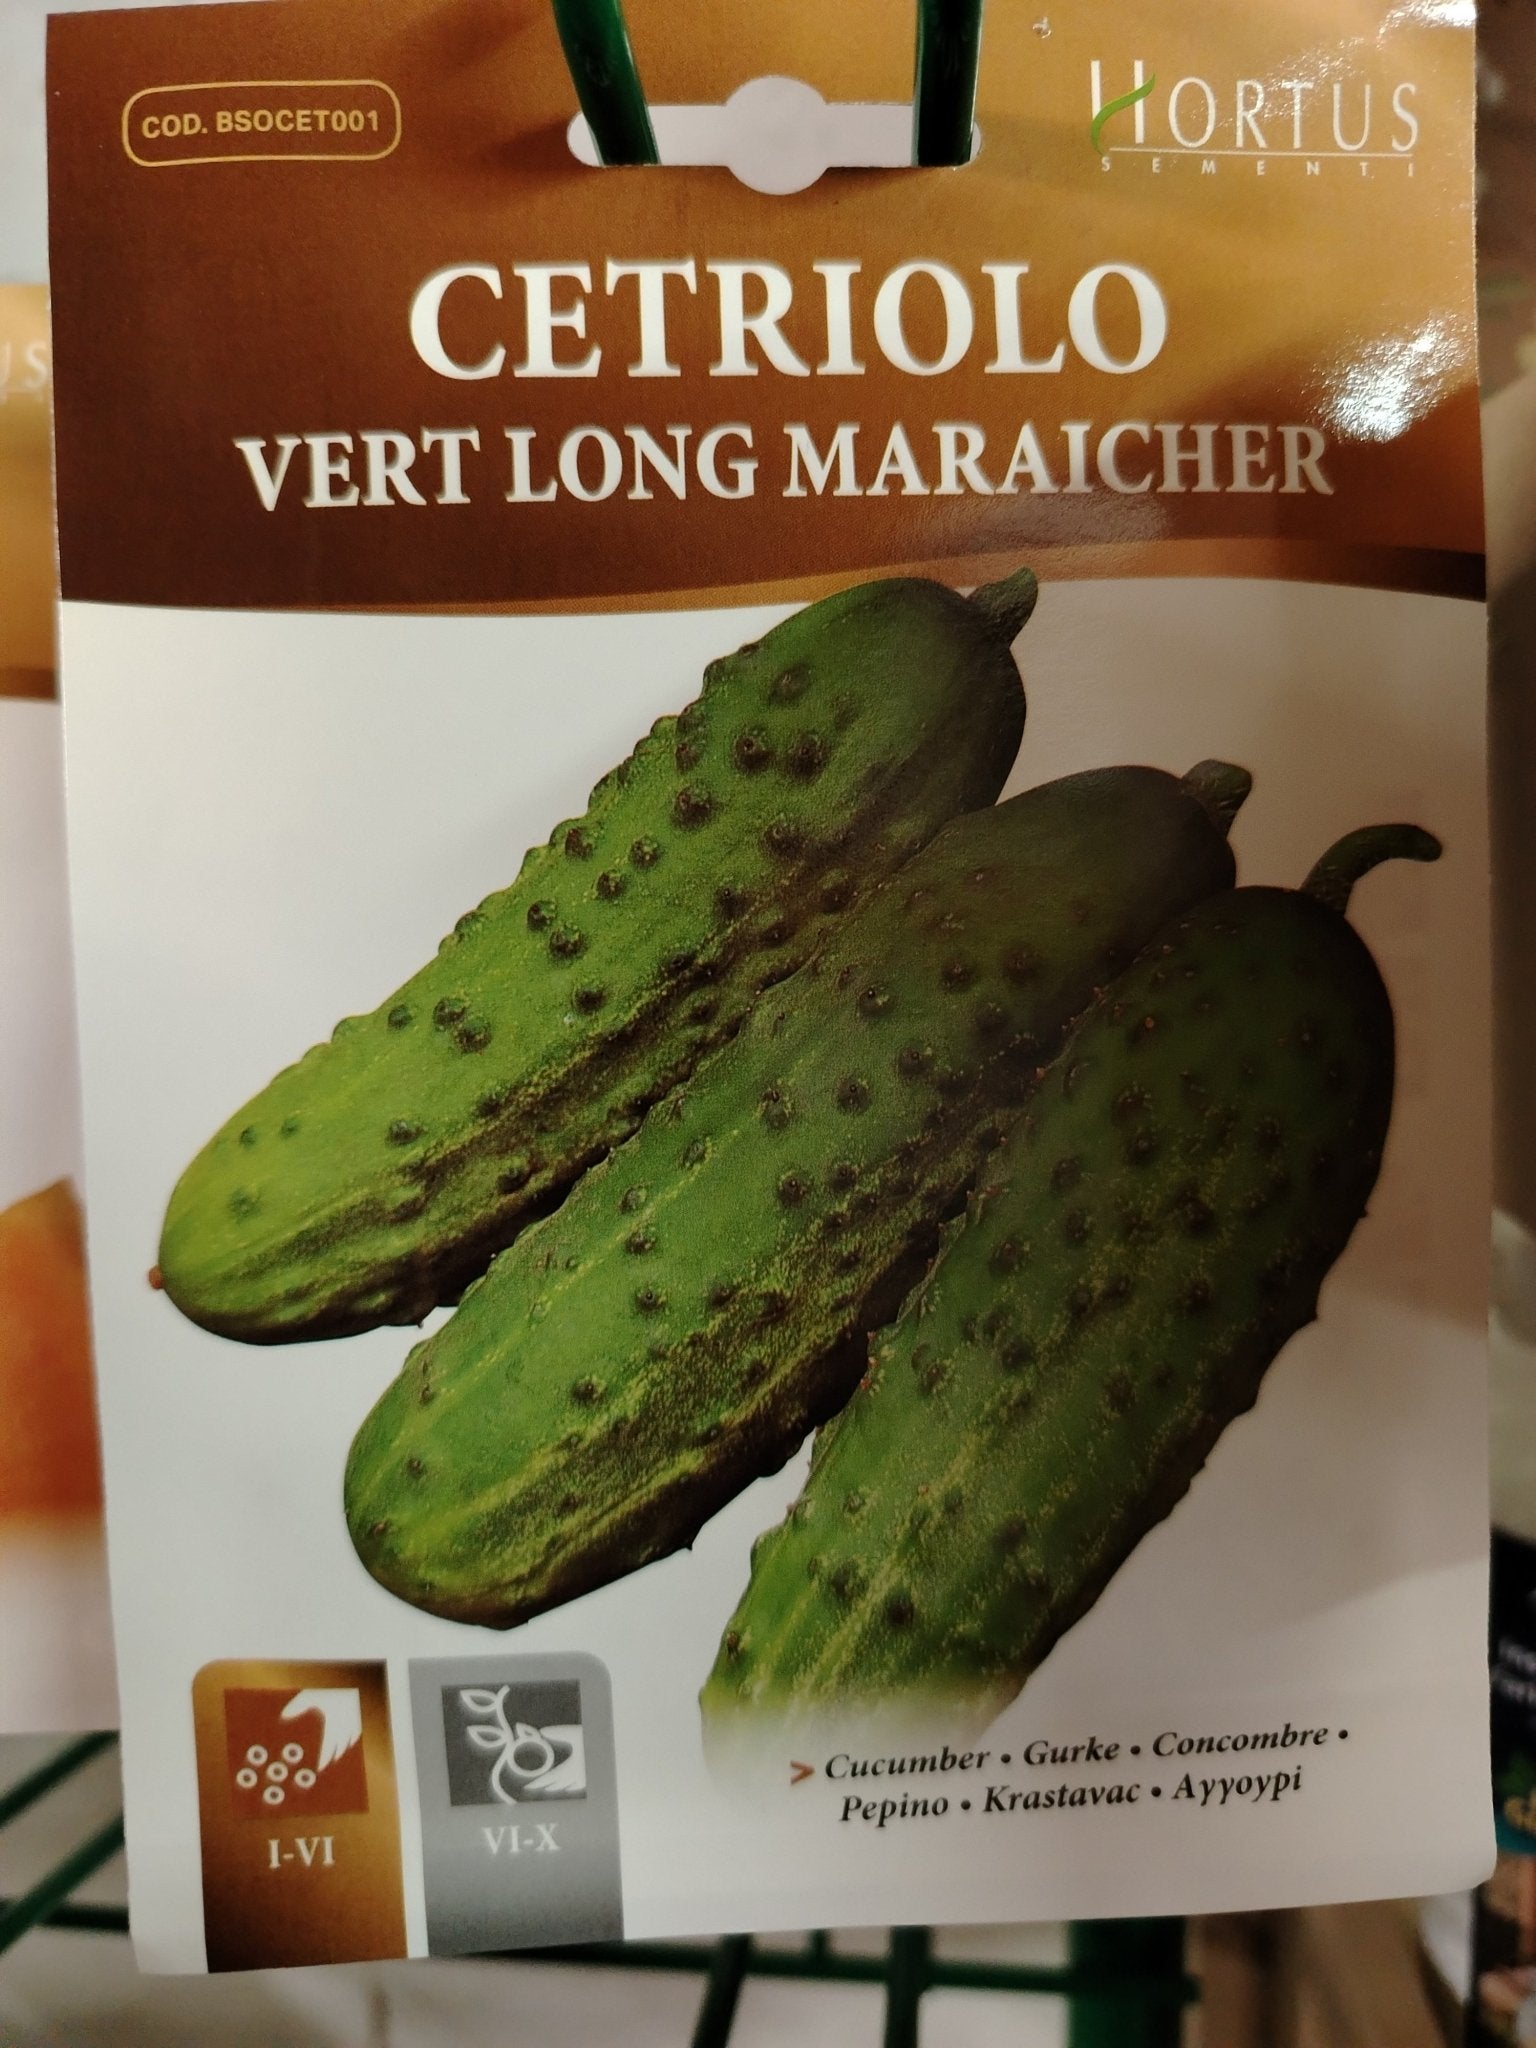 COD. BSOCET001
HORTUS
SEMENTI
CETRIOLO
VERT LONG MARAICHER
I-VI
VI-X
> Cucumber • Gurke • Concombre •
Pepino • Krastavac • Αγγουρι